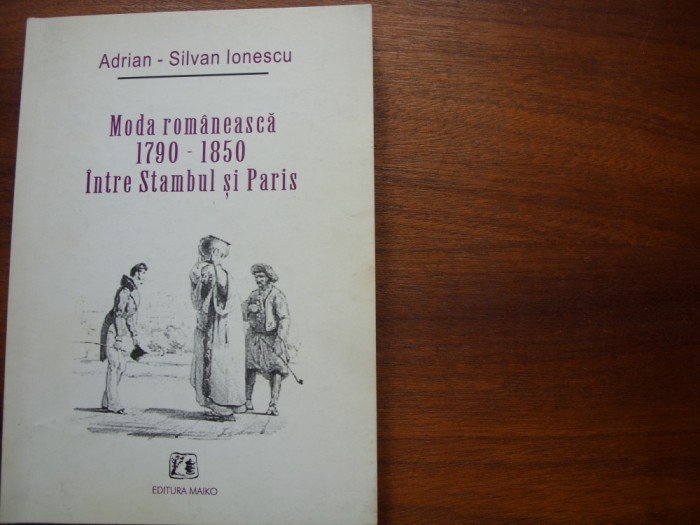 Adrian - Silvan Ionescu
Moda românească
1790 - 1850
Între Stambul și Paris
EDITURA MAIKO